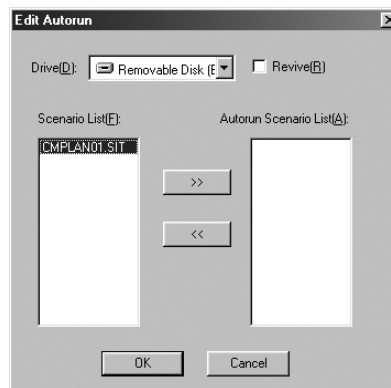 Edit Autorun
Drive(D): Removable Disk (E Revive(R)
Scenario List(F): Autorun Scenario List(A):
CMPLAN01.SIT
>>
<<
OK Cancel